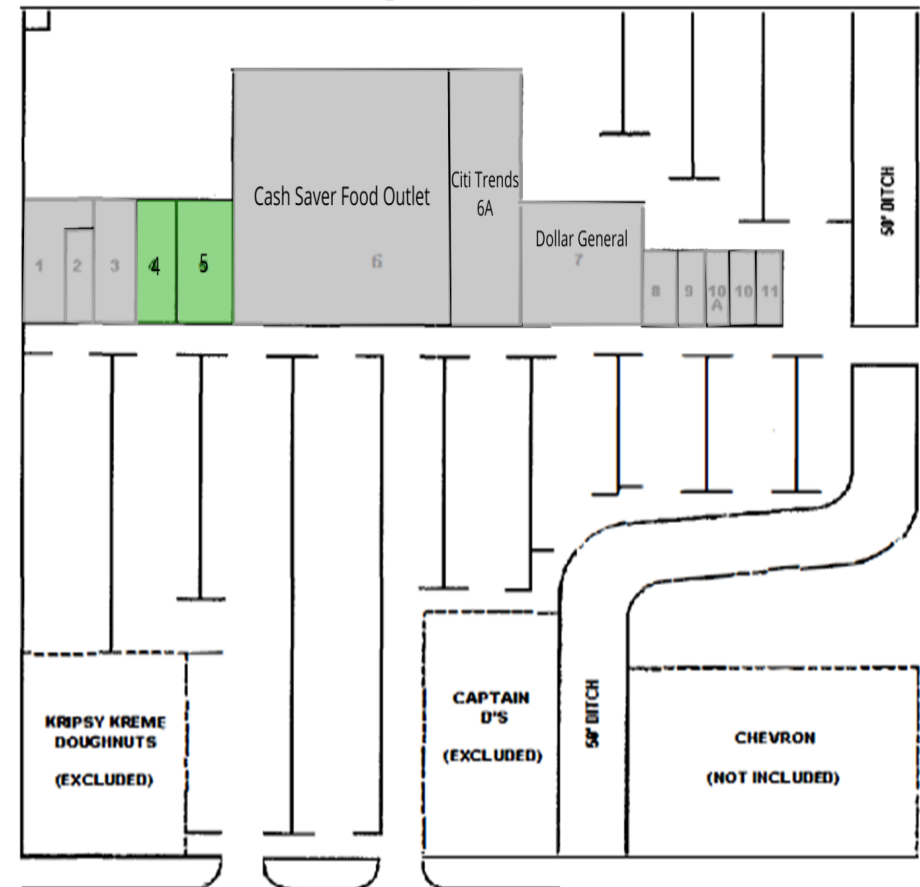 50' DITCH
Cash Saver Food Outlet
Citi Trends
6A
Dollar General
1
2
3
4
5
6
7
8
9
10
A
10
11
KRIPSY KREME
DOUGHNUTS
(EXCLUDED)
CAPTAIN
D'S
(EXCLUDED)
50' DITCH
CHEVRON
(NOT INCLUDED)